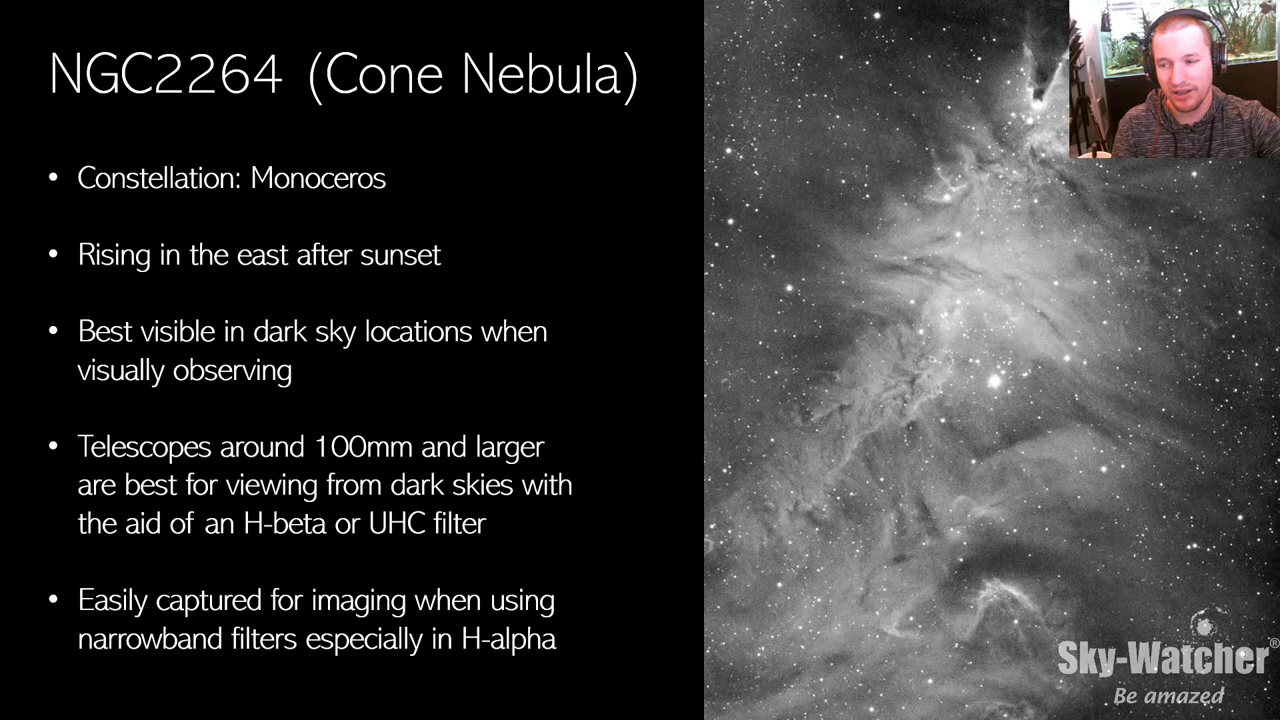 NGC2264 (Cone Nebula)
• Constellation: Monoceros
• Rising in the east after sunset
• Best visible in dark sky locations when
visually observing
• Telescopes around 100mm and larger
are best for viewing from dark skies with
the aid of an H-beta or UHC filter
• Easily captured for imaging when using
narrowband filters especially in H-alpha
Sky-Watcher®
Be amazed